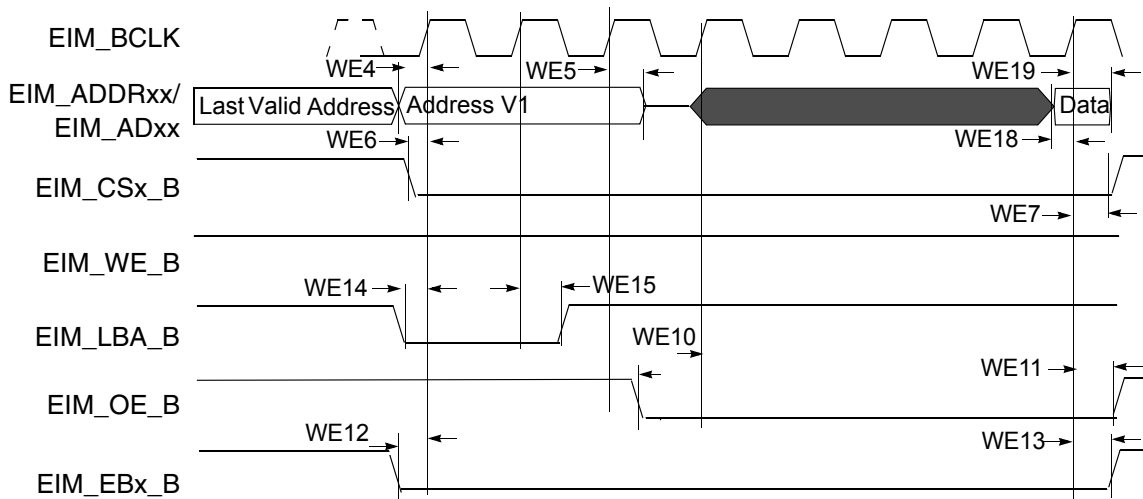 EIM_BCLK
WE4
WE5
WE19
EIM_ADDRxx/
EIM_ADxx
Last Valid Address
Address V1
Data
WE6
WE18
EIM_CSx_B
WE7
EIM_WE_B
WE14
WE15
EIM_LBA_B
WE10
WE11
EIM_OE_B
WE12
WE13
EIM_EBx_B